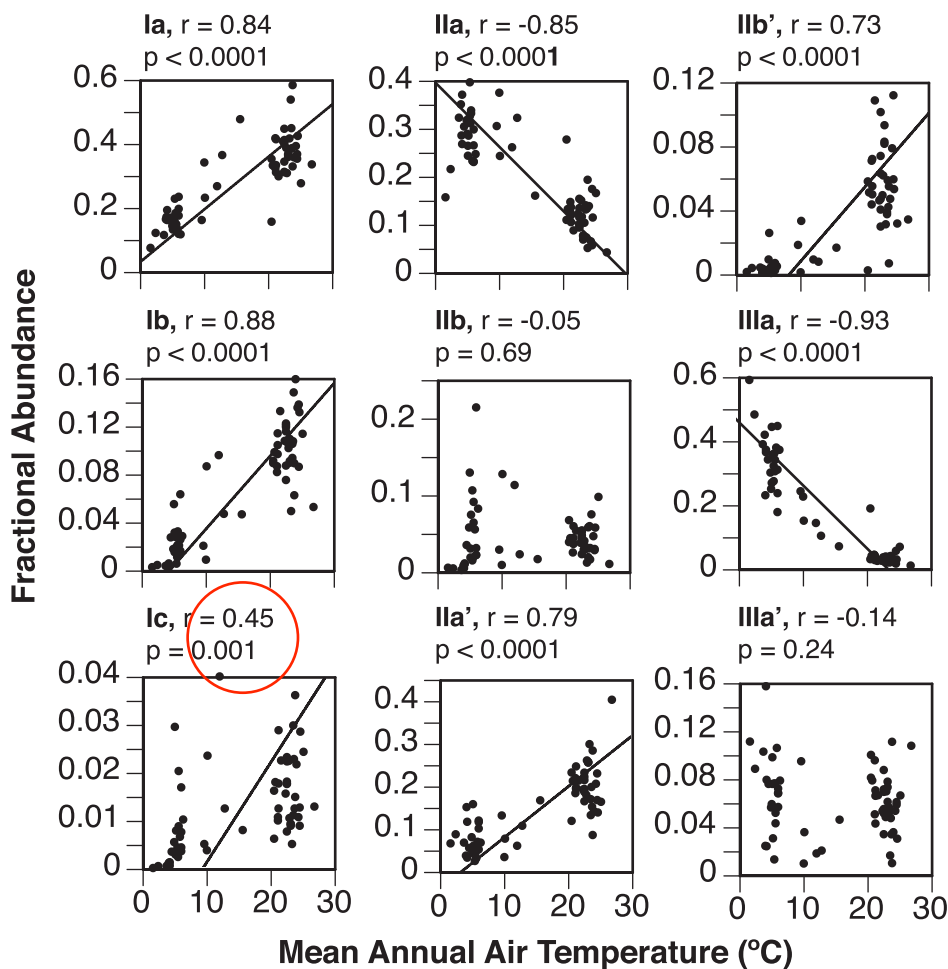 Ia, r = 0.84
p < 0.0001
0.6
0.4
0.2
0
IIa, r = -0.85
p < 0.0001
0.4
0.3
0.2
0.1
0
IIb’, r = 0.73
p < 0.0001
0.12
0.08
0.04
0
Ib, r = 0.88
p < 0.0001
0.16
0.12
0.08
0.04
0
IIb, r = -0.05
p = 0.69
0.2
0.1
0
IIIa, r = -0.93
p < 0.0001
0.6
0.4
0.2
0
Ic, r = 0.45
p = 0.001
0.04
0.03
0.02
0.01
0
0 10 20 30
IIa’, r = 0.79
p < 0.0001
0.4
0.3
0.2
0.1
0
0 10 20 30
IIIa’, r = -0.14
p = 0.24
0.16
0.12
0.08
0.04
0
0 10 20 30
Fractional Abundance
Mean Annual Air Temperature (°C)